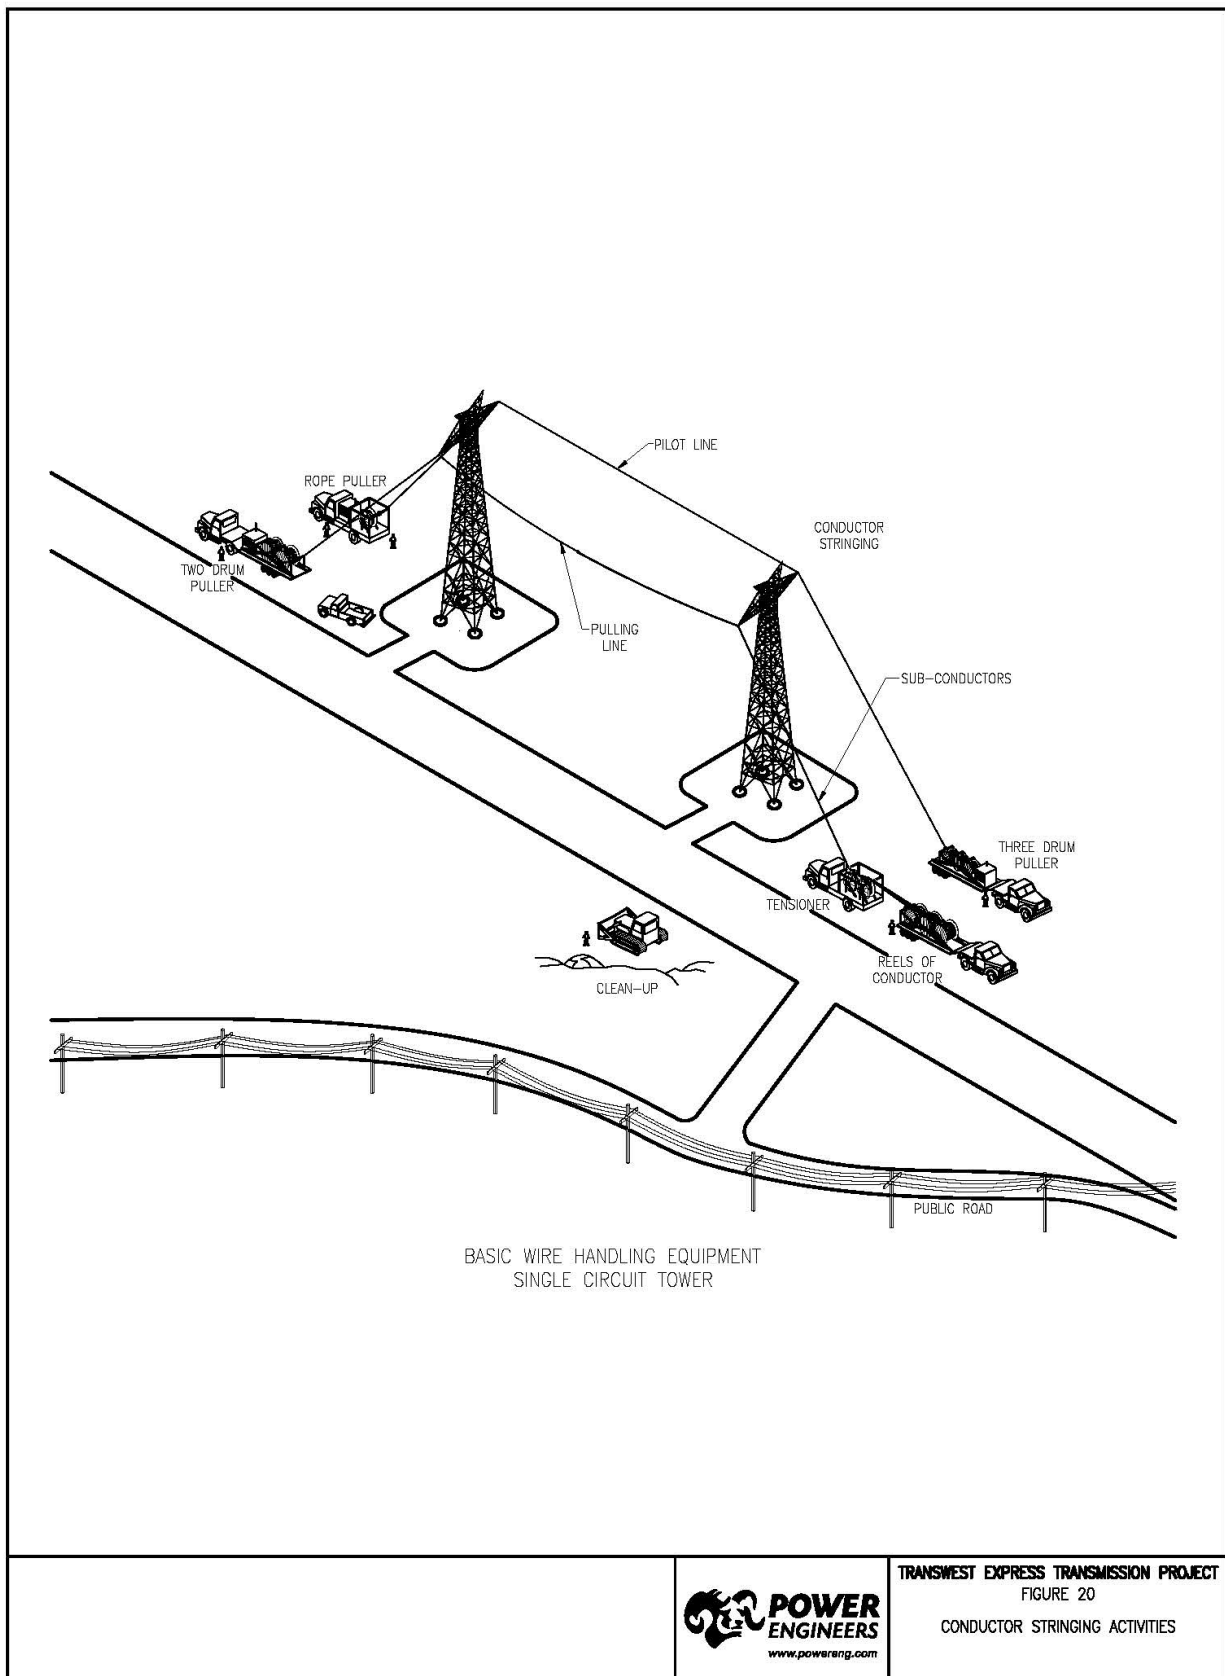 PILOT LINE
ROPE PULLER
CONDUCTOR
STRINGING
TWO DRUM
PULLER
PULLING
LINE
SUB-CONDUCTORS
THREE DRUM
PULLER
TENSIONER
REELS OF
CONDUCTOR
CLEAN-UP
PUBLIC ROAD
BASIC WIRE HANDLING EQUIPMENT
SINGLE CIRCUIT TOWER
POWER
ENGINEERS
www.powereng.com
TRANSWEST EXPRESS TRANSMISSION PROJECT
FIGURE 20
CONDUCTOR STRINGING ACTIVITIES